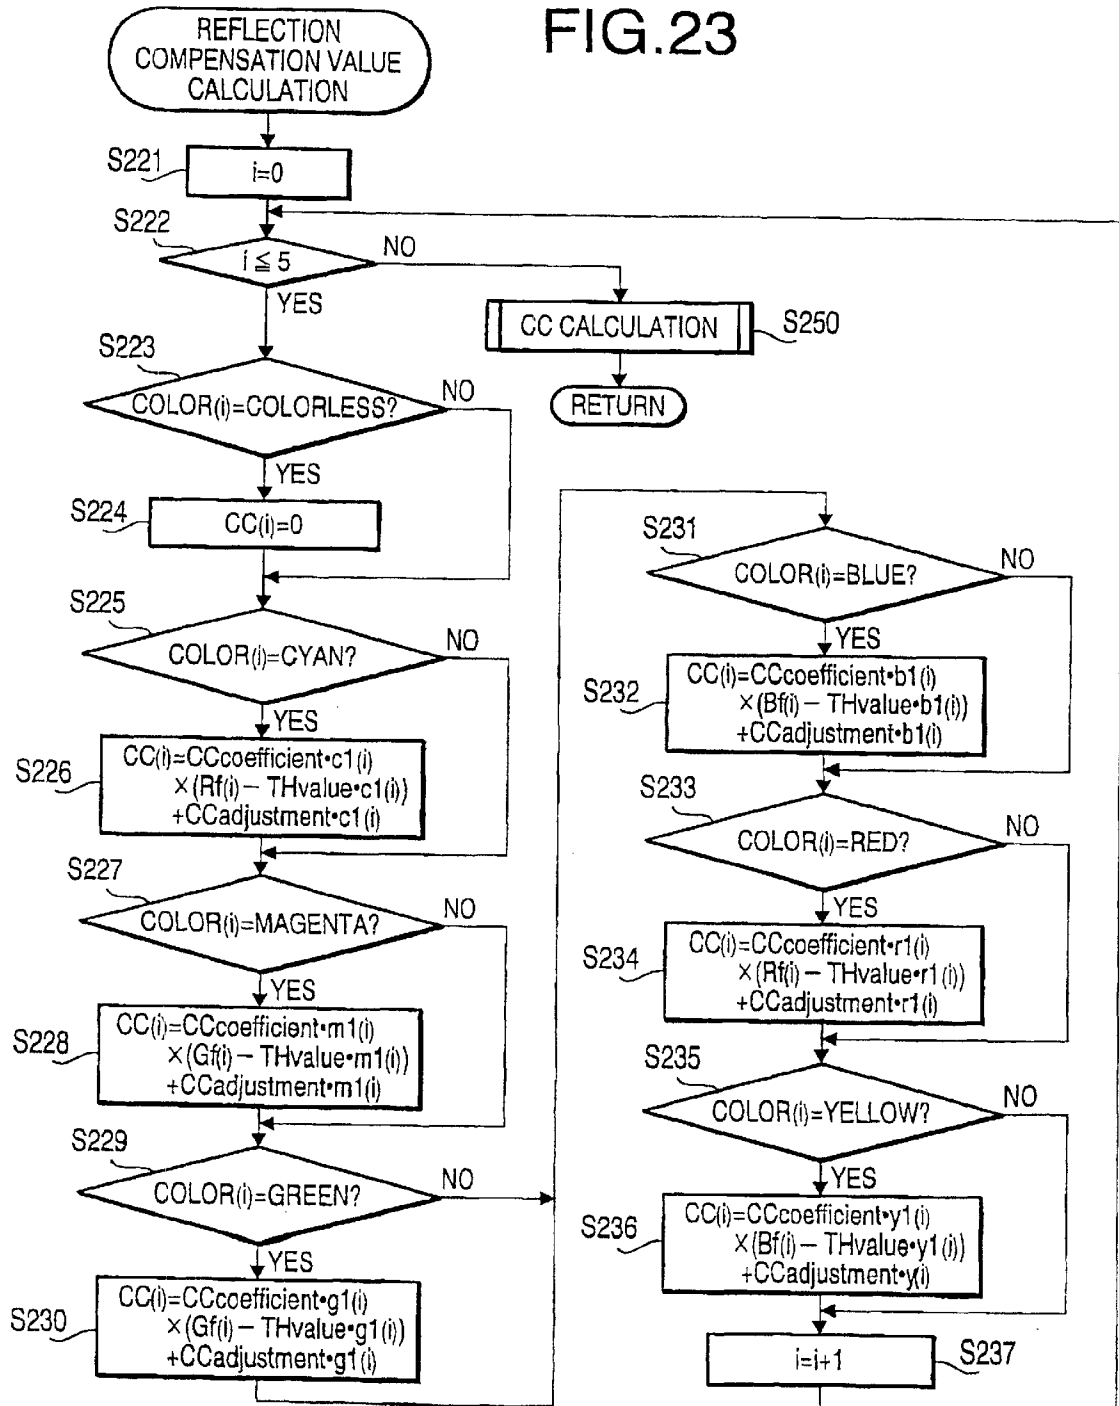 FIG.23
REFLECTION
COMPENSATION VALUE
CALCULATION
S221
i=0
S222
i ≦ 5
NO
YES
CC CALCULATION
S250
RETURN
S223
COLOR(i)=COLORLESS?
NO
YES
S224
CC(i)=0
S225
COLOR(i)=CYAN?
NO
YES
S226
CC(i)=CCcoefficient•c1(i)
×(Rf(i)－THvalue•c1(i))
+CCadjustment•c1(i)
S227
COLOR(i)=MAGENTA?
NO
YES
S228
CC(i)=CCcoefficient•m1(i)
×(Gf(i)－THvalue•m1(i))
+CCadjustment•m1(i)
S229
COLOR(i)=GREEN?
NO
YES
S230
CC(i)=CCcoefficient•g1(i)
×(Gf(i)－THvalue•g1(i))
+CCadjustment•g1(i)
S231
COLOR(i)=BLUE?
NO
YES
S232
CC(i)=CCcoefficient•b1(i)
×(Bf(i)－THvalue•b1(i))
+CCadjustment•b1(i)
S233
COLOR(i)=RED?
NO
YES
S234
CC(i)=CCcoefficient•r1(i)
×(Rf(i)－THvalue•r1(i))
+CCadjustment•r1(i)
S235
COLOR(i)=YELLOW?
NO
YES
S236
CC(i)=CCcoefficient•y1(i)
×(Bf(i)－THvalue•y1(i))
+CCadjustment•y(i)
i=i+1
S237